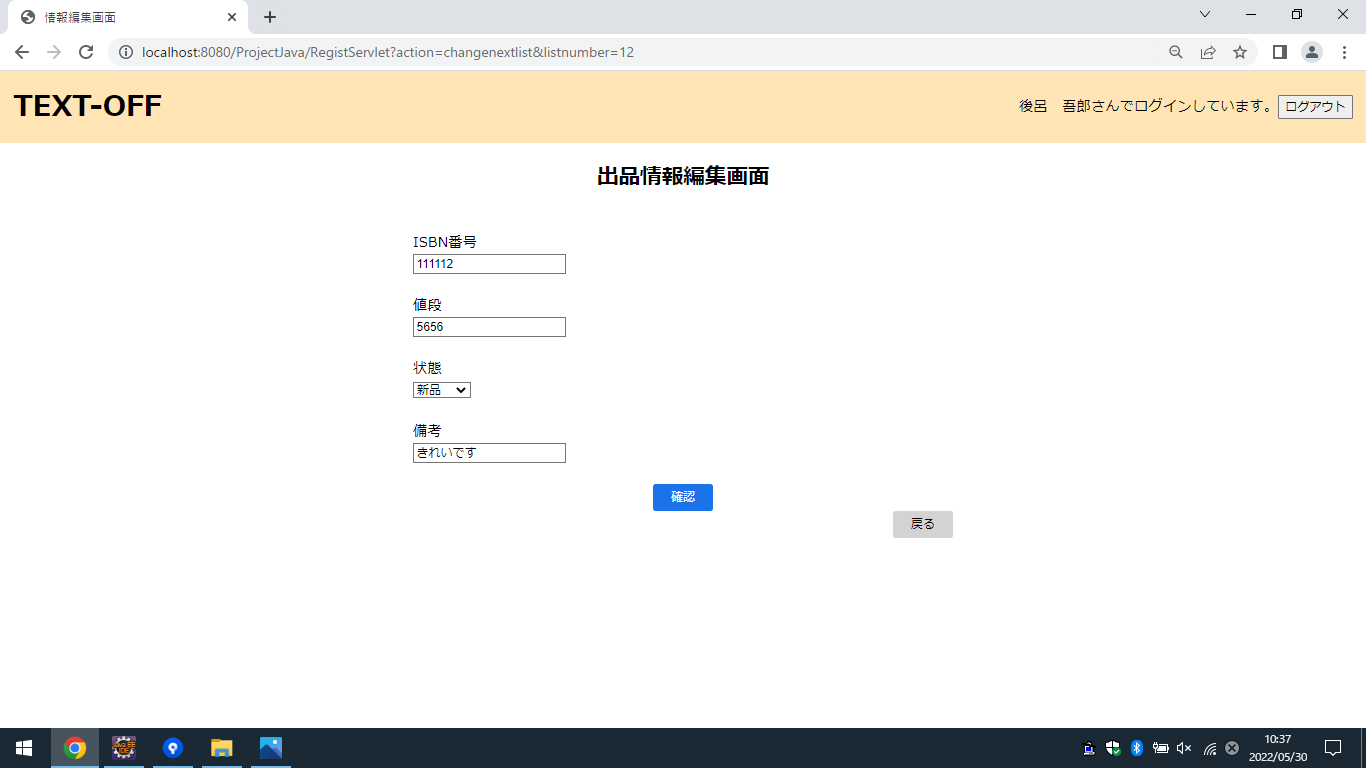 情報編集画面
localhost:8080/ProjectJava/RegistServlet?action=changenextlist&listnumber=12
TEXT-OFF
後呂　吾郎さんでログインしています。 ログアウト
出品情報編集画面
ISBN番号
111112
値段
5656
状態
新品
備考
きれいです
確認
戻る
10:37
2022/05/30